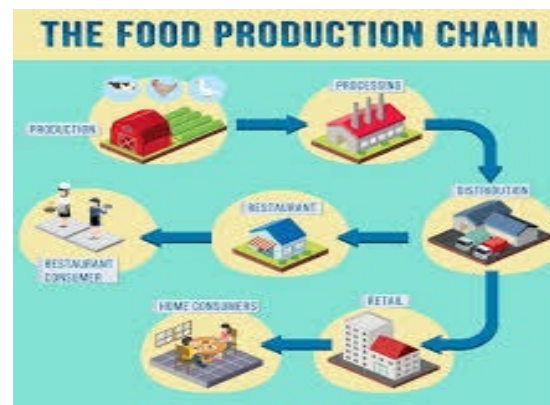 THE FOOD PRODUCTION CHAIN
PROCESSING
PRODUCTION
DISTRIBUTION
RESTAURANT
RESTAURANT
CONSUMER
HOME CONSUMERS
RETAIL